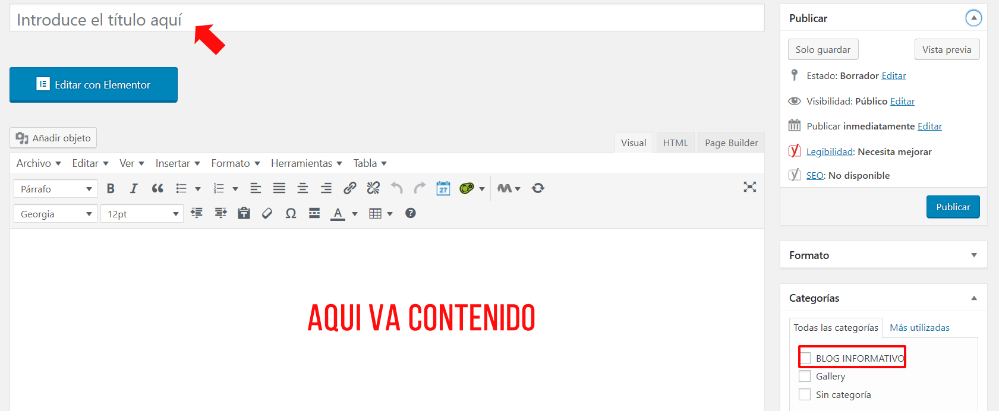 Introduce el título aquí
Editar con Elementor
Añadir objeto
Visual HTML Page Builder
Archivo Editar Ver Insertar Formato Herramientas Tabla
Párrafo
27
Georgia 12pt
AQUI VA CONTENIDO
Publicar
Solo guardar Vista previa
Estado: Borrador Editar
Visibilidad: Público Editar
Publicar inmediatamente Editar
Legibilidad: Necesita mejorar
SEO: No disponible
Publicar
Formato
Categorías
Todas las categorías Más utilizadas
BLOG INFORMATIVO
Gallery
Sin categoría